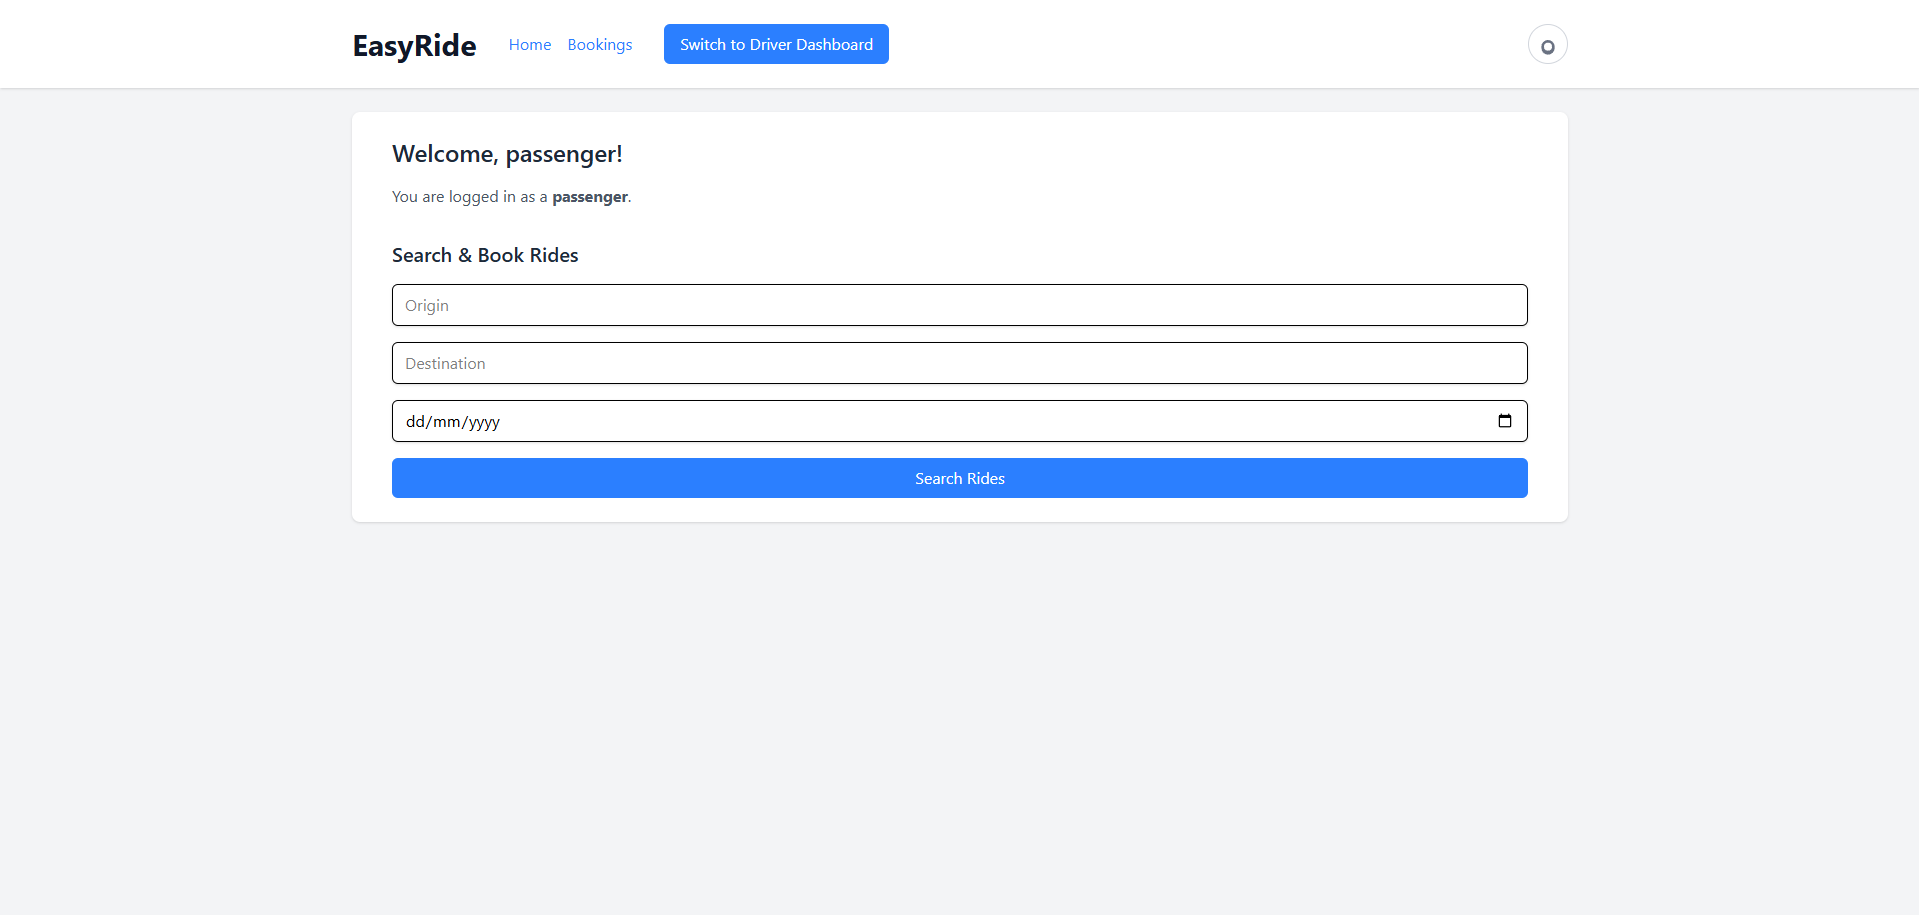 EasyRide
Home
Bookings
Switch to Driver Dashboard
Welcome, passenger!
You are logged in as a passenger.
Search & Book Rides
Origin
Destination
dd/mm/yyyy
Search Rides